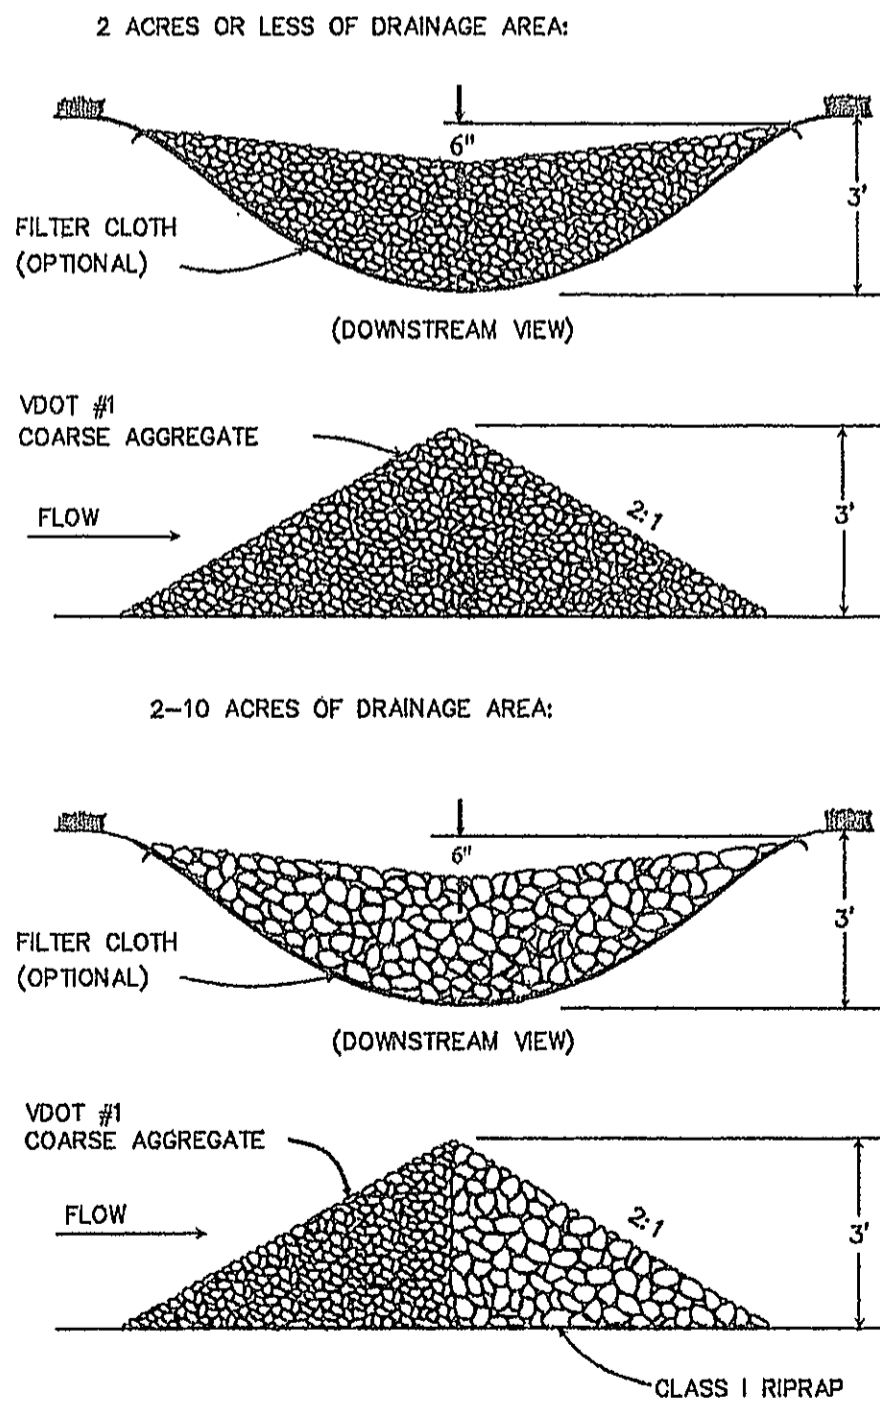 2 ACRES OR LESS OF DRAINAGE AREA:
6"
3'
FILTER CLOTH
(OPTIONAL)
(DOWNSTREAM VIEW)
VDOT #1
COARSE AGGREGATE
FLOW
2:1
3'
2-10 ACRES OF DRAINAGE AREA:
6"
3'
FILTER CLOTH
(OPTIONAL)
(DOWNSTREAM VIEW)
VDOT #1
COARSE AGGREGATE
FLOW
2:1
3'
CLASS I RIPRAP